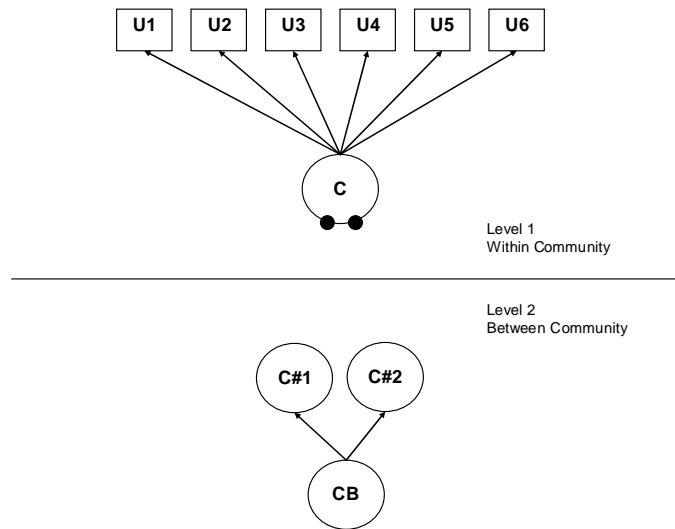 U1 U2 U3 U4 U5 U6
C
Level 1
Within Community
Level 2
Between Community
C#1 C#2
CB